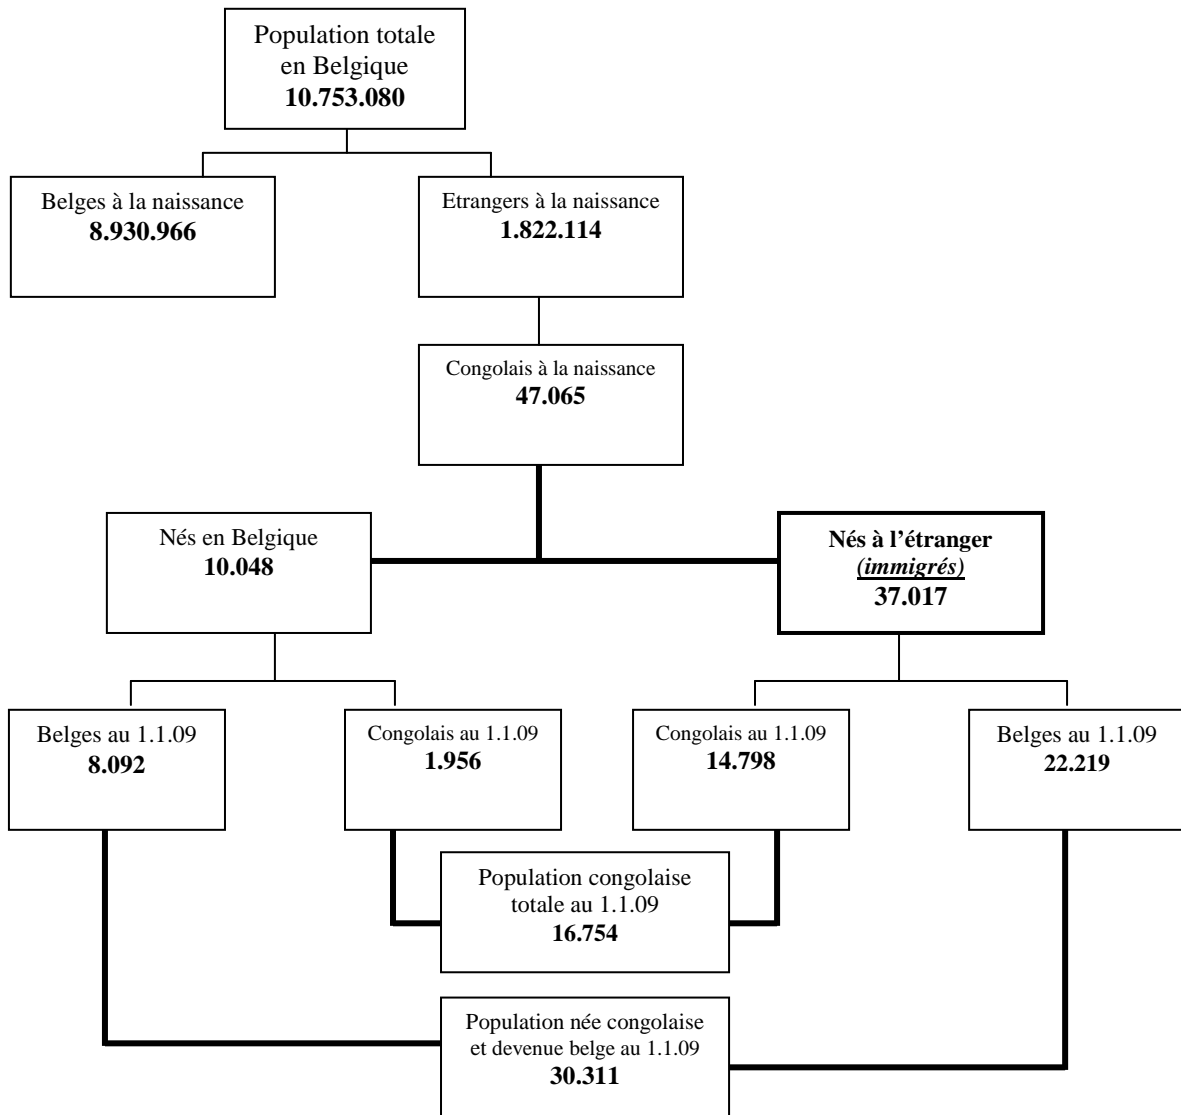 Population totale
en Belgique
10.753.080
Belges à la naissance
8.930.966
Etrangers à la naissance
1.822.114
Congolais à la naissance
47.065
Nés en Belgique
10.048
Nés à l’étranger
(immigrés)
37.017
Belges au 1.1.09
8.092
Congolais au 1.1.09
1.956
Congolais au 1.1.09
14.798
Belges au 1.1.09
22.219
Population congolaise
totale au 1.1.09
16.754
Population née congolaise
et devenue belge au 1.1.09
30.311